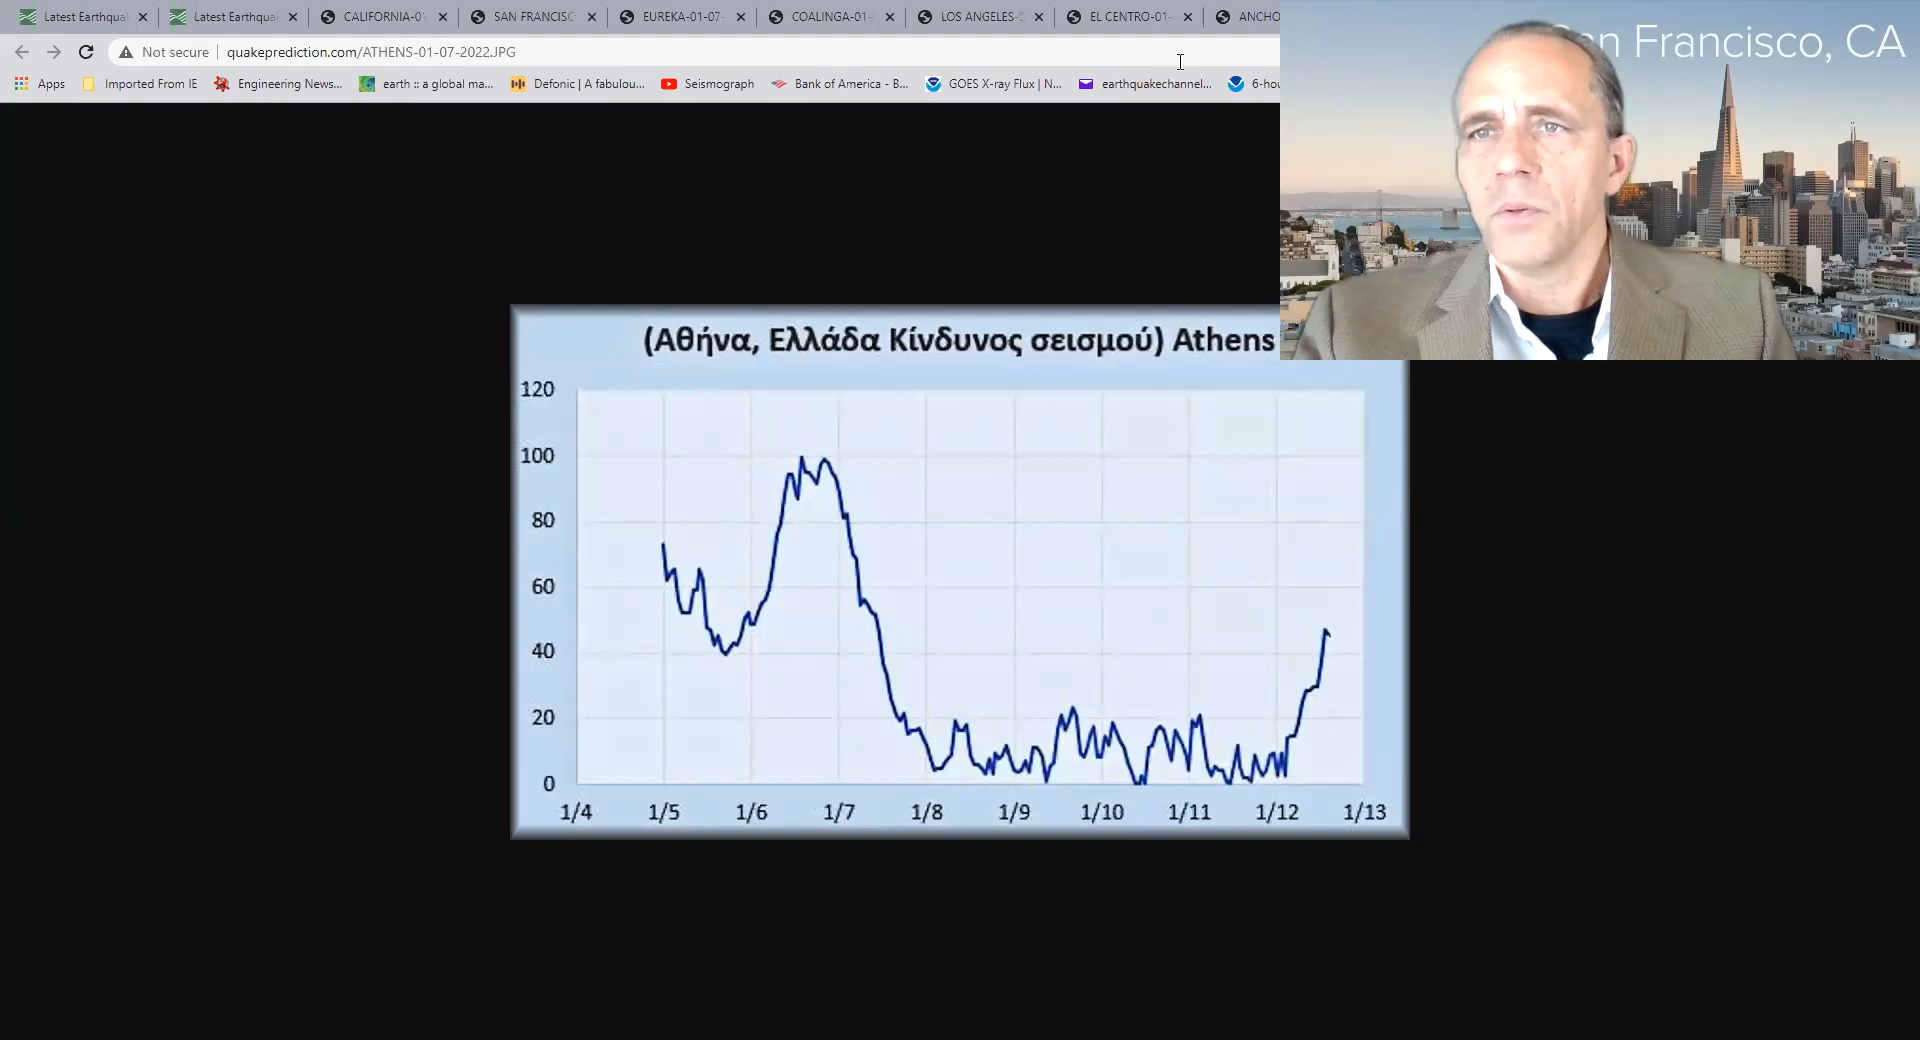 Latest Earthqua
Latest Earthqua
CALIFORNIA-0
SAN FRANCISC
EUREKA-01-07-
COALINGA-01-
LOS ANGELES-
EL CENTRO-01-
ANCHO
Not secure
quakeprediction.com/ATHENS-01-07-2022.JPG
Apps
Imported From IE
Engineering News...
earth :: a global ma...
Defonic | A fabulou...
Seismograph
Bank of America - B...
GOES X-ray Flux | N...
earthquakechannel...
6-hou
San Francisco, CA
(Αθήνα, Ελλάδα Κίνδυνος σεισμού) Athens
120
100
80
60
40
20
0
1/4 1/5 1/6 1/7 1/8 1/9 1/10 1/11 1/12 1/13